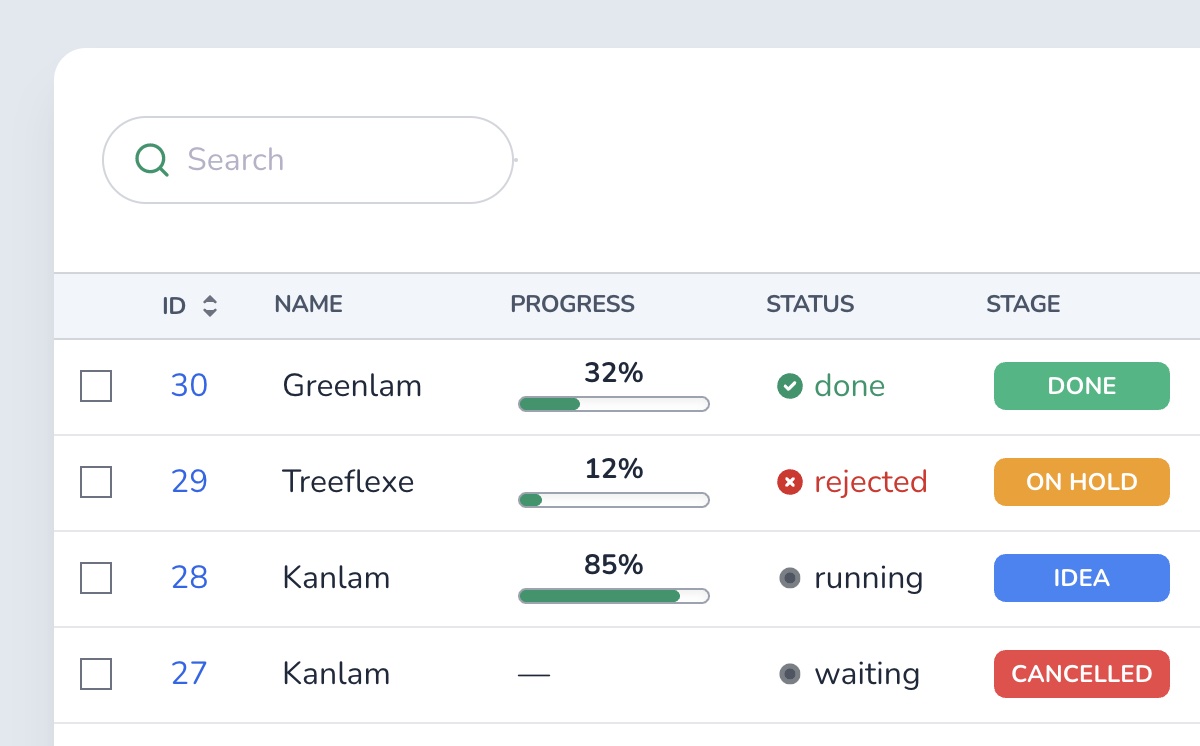 Search
ID NAME PROGRESS STATUS STAGE
30 Greenlam 32% done DONE
29 Treeflexe 12% rejected ON HOLD
28 Kanlam 85% running IDEA
27 Kanlam — waiting CANCELLED